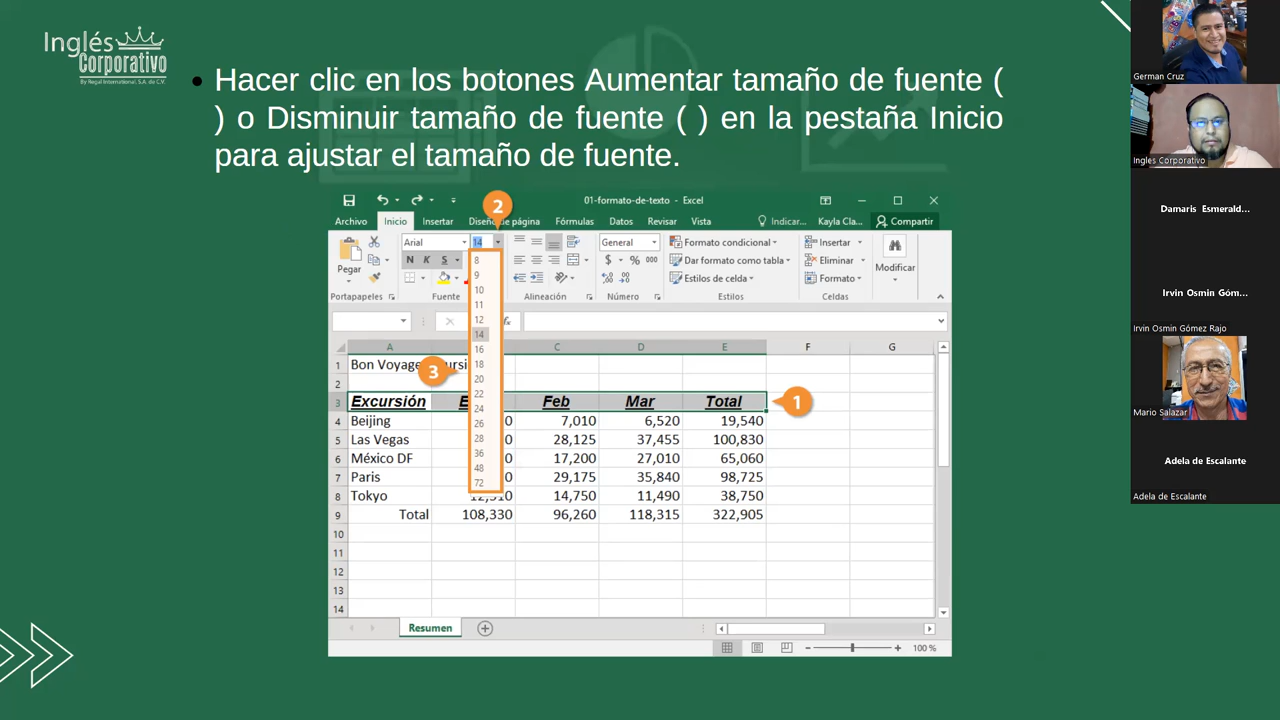 Inglés
Corporativo
By Regal International, S.A. de C.V.
• Hacer clic en los botones Aumentar tamaño de fuente (
) o Disminuir tamaño de fuente ( ) en la pestaña Inicio
para ajustar el tamaño de fuente.
01-formato-de-texto - Excel
2
Archivo Inicio Insertar Diseño de página Fórmulas Datos Revisar Vista Indicar... Kayla Cla... Compartir
Arial 14 General Formato condicional Insertar
Pegar N K S $ % 000 Dar formato como tabla Eliminar Modificar
Estilos de celda Formato
Portapapeles Fuente Alineación Número Estilos Celdas
8
9
10
11
12
14
16
18
20
22
24
26
28
36
48
72
fx
A C D E F G
1 Bon Voyage
2
3
3 Excursión E Feb Mar Total
1
4 Beijing 0 7,010 6,520 19,540
5 Las Vegas 0 28,125 37,455 100,830
6 México DF 0 17,200 27,010 65,060
7 Paris 0 29,175 35,840 98,725
8 Tokyo 14,750 11,490 38,750
9 Total 108,330 96,260 118,315 322,905
10
11
12
13
14
Resumen
100 %
German Cruz
Ingles Corporativo
Damaris Esmerald...
Irvin Osmin Góm...
Irvin Osmin Gómez Rajo
Mario Salazar
Adela de Escalante
Adela de Escalante